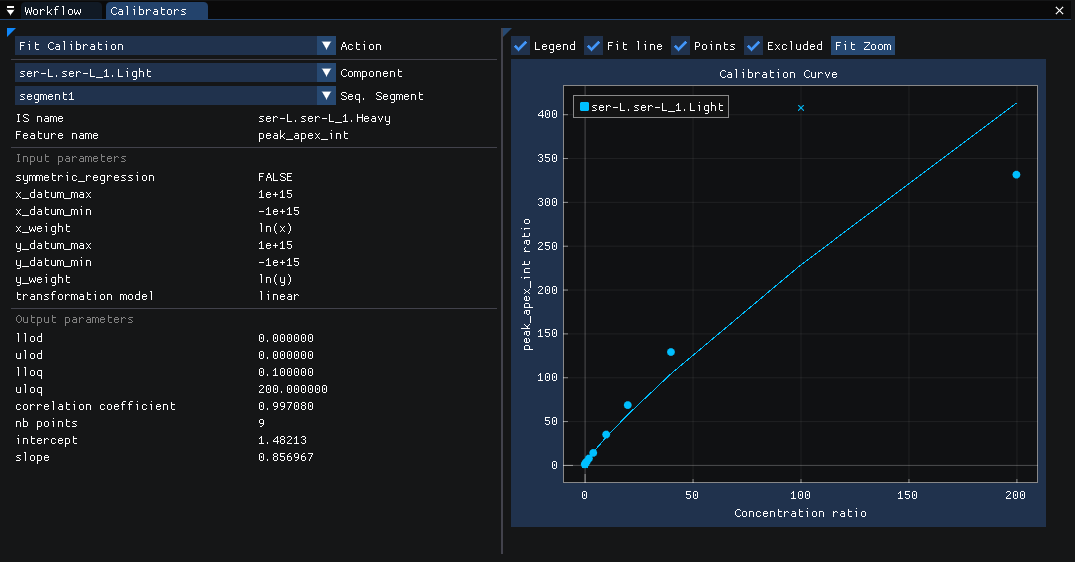 Workflow Calibrators
Fit Calibration Action
ser-L.ser-L_1.Light Component
segment1 Seq. Segment
IS name ser-L.ser-L_1.Heavy
Feature name peak_apex_int
Input parameters
symmetric_regression FALSE
x_datum_max 1e+15
x_datum_min -1e+15
x_weight ln(x)
y_datum_max 1e+15
y_datum_min -1e+15
y_weight ln(y)
transformation model linear
Output parameters
llod 0.000000
ulod 0.000000
lloq 0.100000
uloq 200.000000
correlation coefficient 0.997080
nb points 9
intercept 1.48213
slope 0.856967
Legend Fit line Points Excluded Fit Zoom
Calibration Curve
ser-L.ser-L_1.Light
peak_apex_int ratio
400
350
300
250
200
150
100
50
0
0 50 100 150 200
Concentration ratio